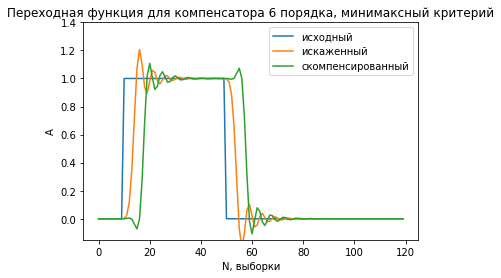 Переходная функция для компенсатора 6 порядка, минимаксный критерий
исходный
искаженный
скомпенсированный
1.4
1.2
1.0
0.8
0.6
0.4
0.2
0.0
A
0 20 40 60 80 100 120
N, выборки